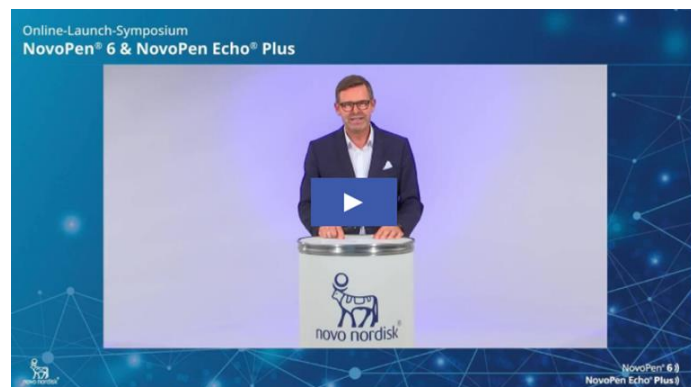 Online-Launch-Symposium
NovoPen® 6 & NovoPen Echo® Plus
novo nordisk®
novo nordisk®
NovoPen® 6
NovoPen Echo® Plus